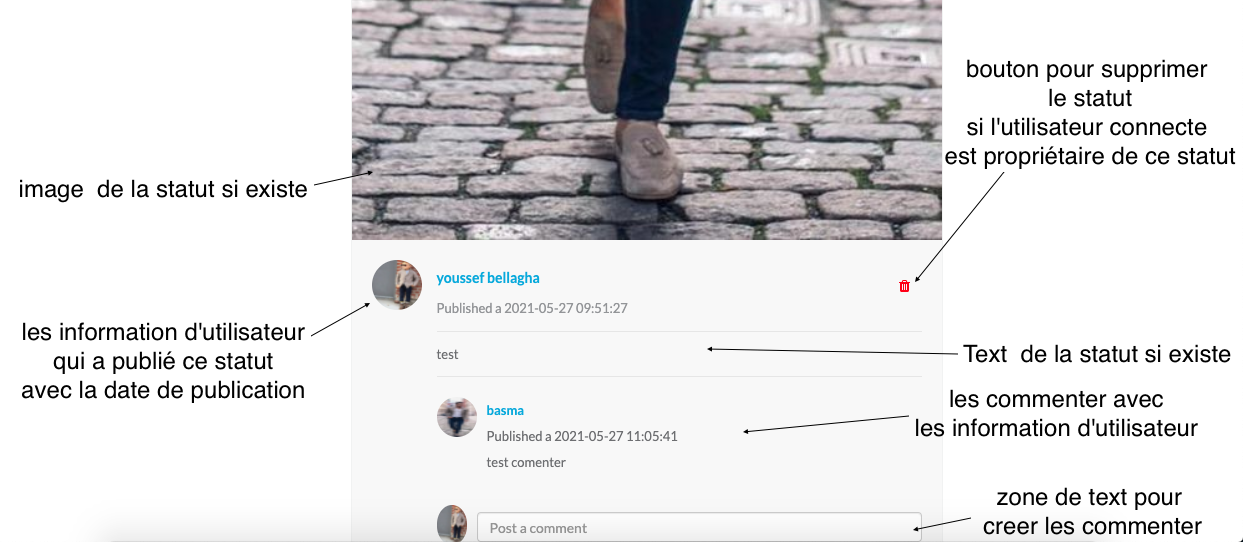 bouton pour supprimer
le statut
si l'utilisateur connecte
est propriétaire de ce statut
image  de la statut si existe
youssef bellagha
Published a 2021-05-27 09:51:27
les information d'utilisateur
qui a publié ce statut
avec la date de publication
test
Text  de la statut si existe
basma
Published a 2021-05-27 11:05:41
test comenter
les commenter avec
les information d'utilisateur
Post a comment
zone de text pour
creer les commenter